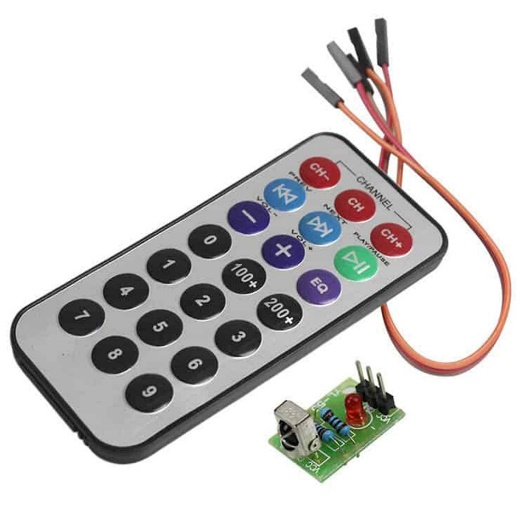 CHANNEL
CH- CH CH+
PREV NEXT PLAY/PAUSE
VOL- VOL+ EQ
0 100+ 200+
1 2 3
4 5 6
7 8 9